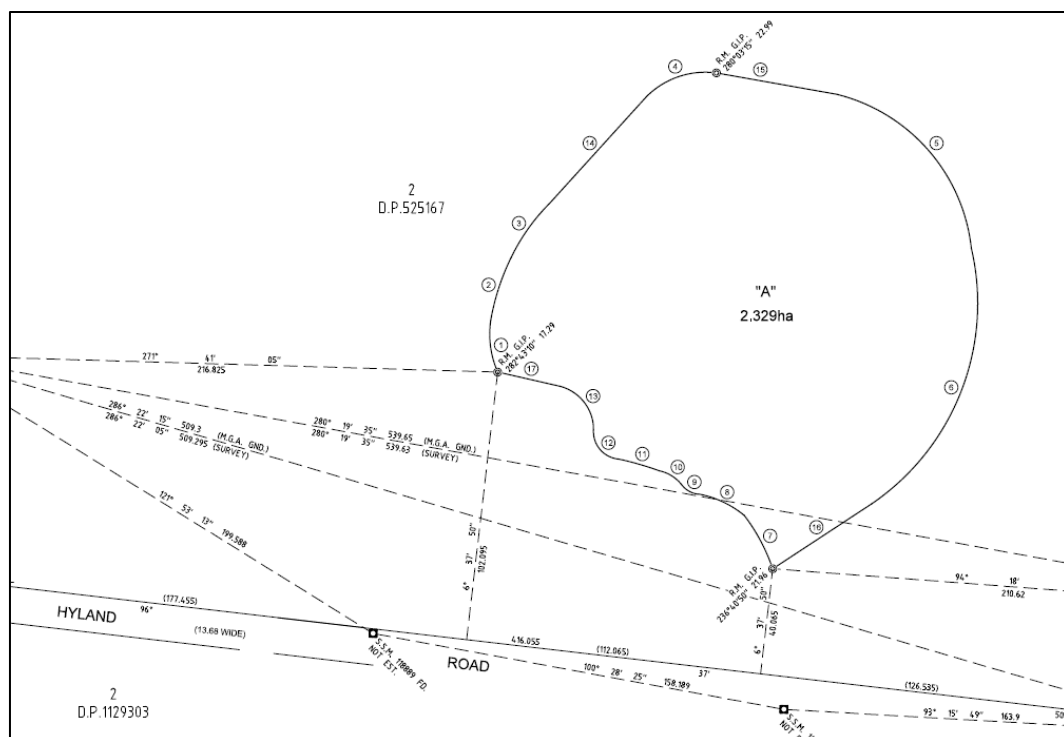 R.M. G.I.P.
280°03'15" 22.99
4
15
14
5
2
D.P.525167
3
2
"A"
2,329ha
1
R.M. G.I.P.
282°43'10" 17.29
271° 41' 05"
216.825
17
13
6
286° 22' 15" 509.3 (M.G.A. GND.)
286° 22' 05" 509.295 (SURVEY)
280° 19' 35" 539.65 (M.G.A. GND.)
280° 19' 35" 539.63 (SURVEY)
12
11
10
9
8
121° 53' 13" 199.588
6° 37' 50"
102.095
7
16
R.M. G.I.P.
236°40'50" 21.96
94° 18'
210.62
6° 37' 50"
40.065
HYLAND
96°
(177.455)
(13.68 WIDE)
S.S.M. 118889 FD.
NOT EST.
416.055
ROAD
(112.065)
37'
100° 28' 25" 158.189
(126.535)
50
2
D.P.1129303
S.S.M. 11
NOT E
93° 15' 49" 163.9